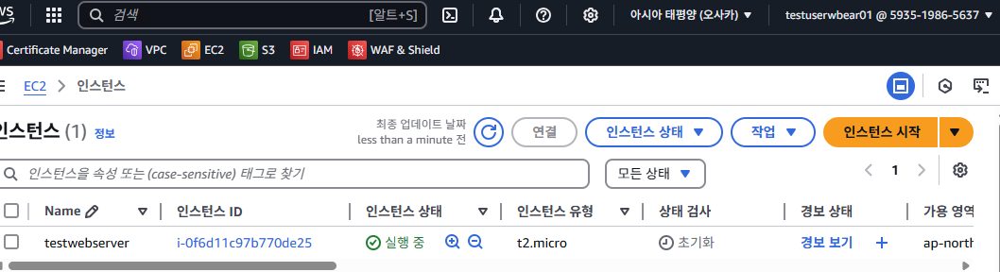 검색 [알트+S] 아시아 태평양 (오사카) testuserwbear01 @ 5935-1986-5637
Certificate Manager VPC EC2 S3 IAM WAF & Shield
EC2 인스턴스
인스턴스 (1) 정보 최종 업데이트 날짜 less than a minute 전 연결 인스턴스 상태 작업 인스턴스 시작
인스턴스을 속성 또는 (case-sensitive) 태그로 찾기 모든 상태 1
Name 인스턴스 ID 인스턴스 상태 인스턴스 유형 상태 검사 경보 상태 가용 영역
testwebserver i-0f6d11c97b770de25 실행 중 t2.micro 초기화 경보 보기 + ap-north